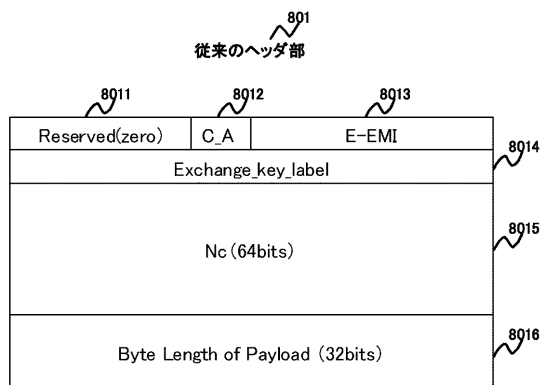 801
従来のヘッダ部
8011 8012 8013
Reserved(zero) C_A E-EMI
8014
Exchange_key_label
8015
Nc(64bits)
8016
Byte Length of Payload (32bits)